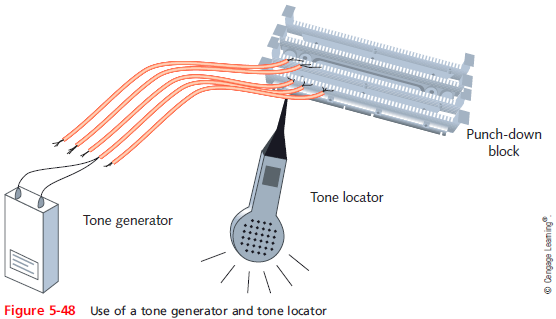 Punch-down
block
Tone locator
Tone generator
© Cengage Learning®.
Figure 5-48 Use of a tone generator and tone locator